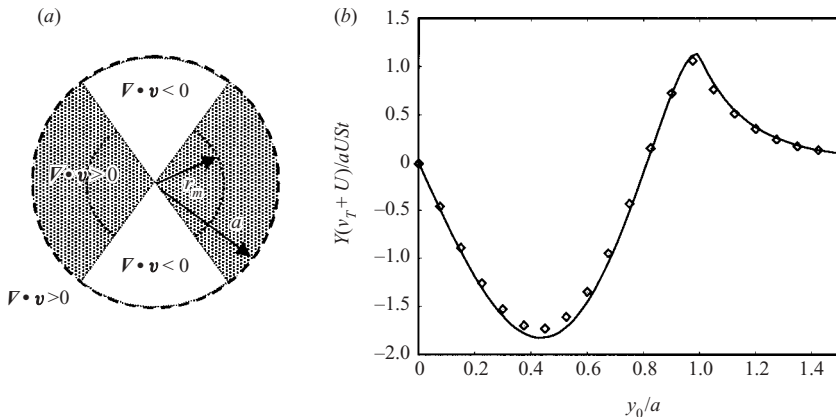 (a)
∇•v < 0
∇•v > 0
r_m
a
∇•v < 0
∇•v > 0
(b)
Y(v_T + U)/aUSt
1.5
1.0
0.5
0
−0.5
−1.0
−1.5
−2.0
0
0.2
0.4
0.6
0.8
1.0
1.2
1.4
y_0/a